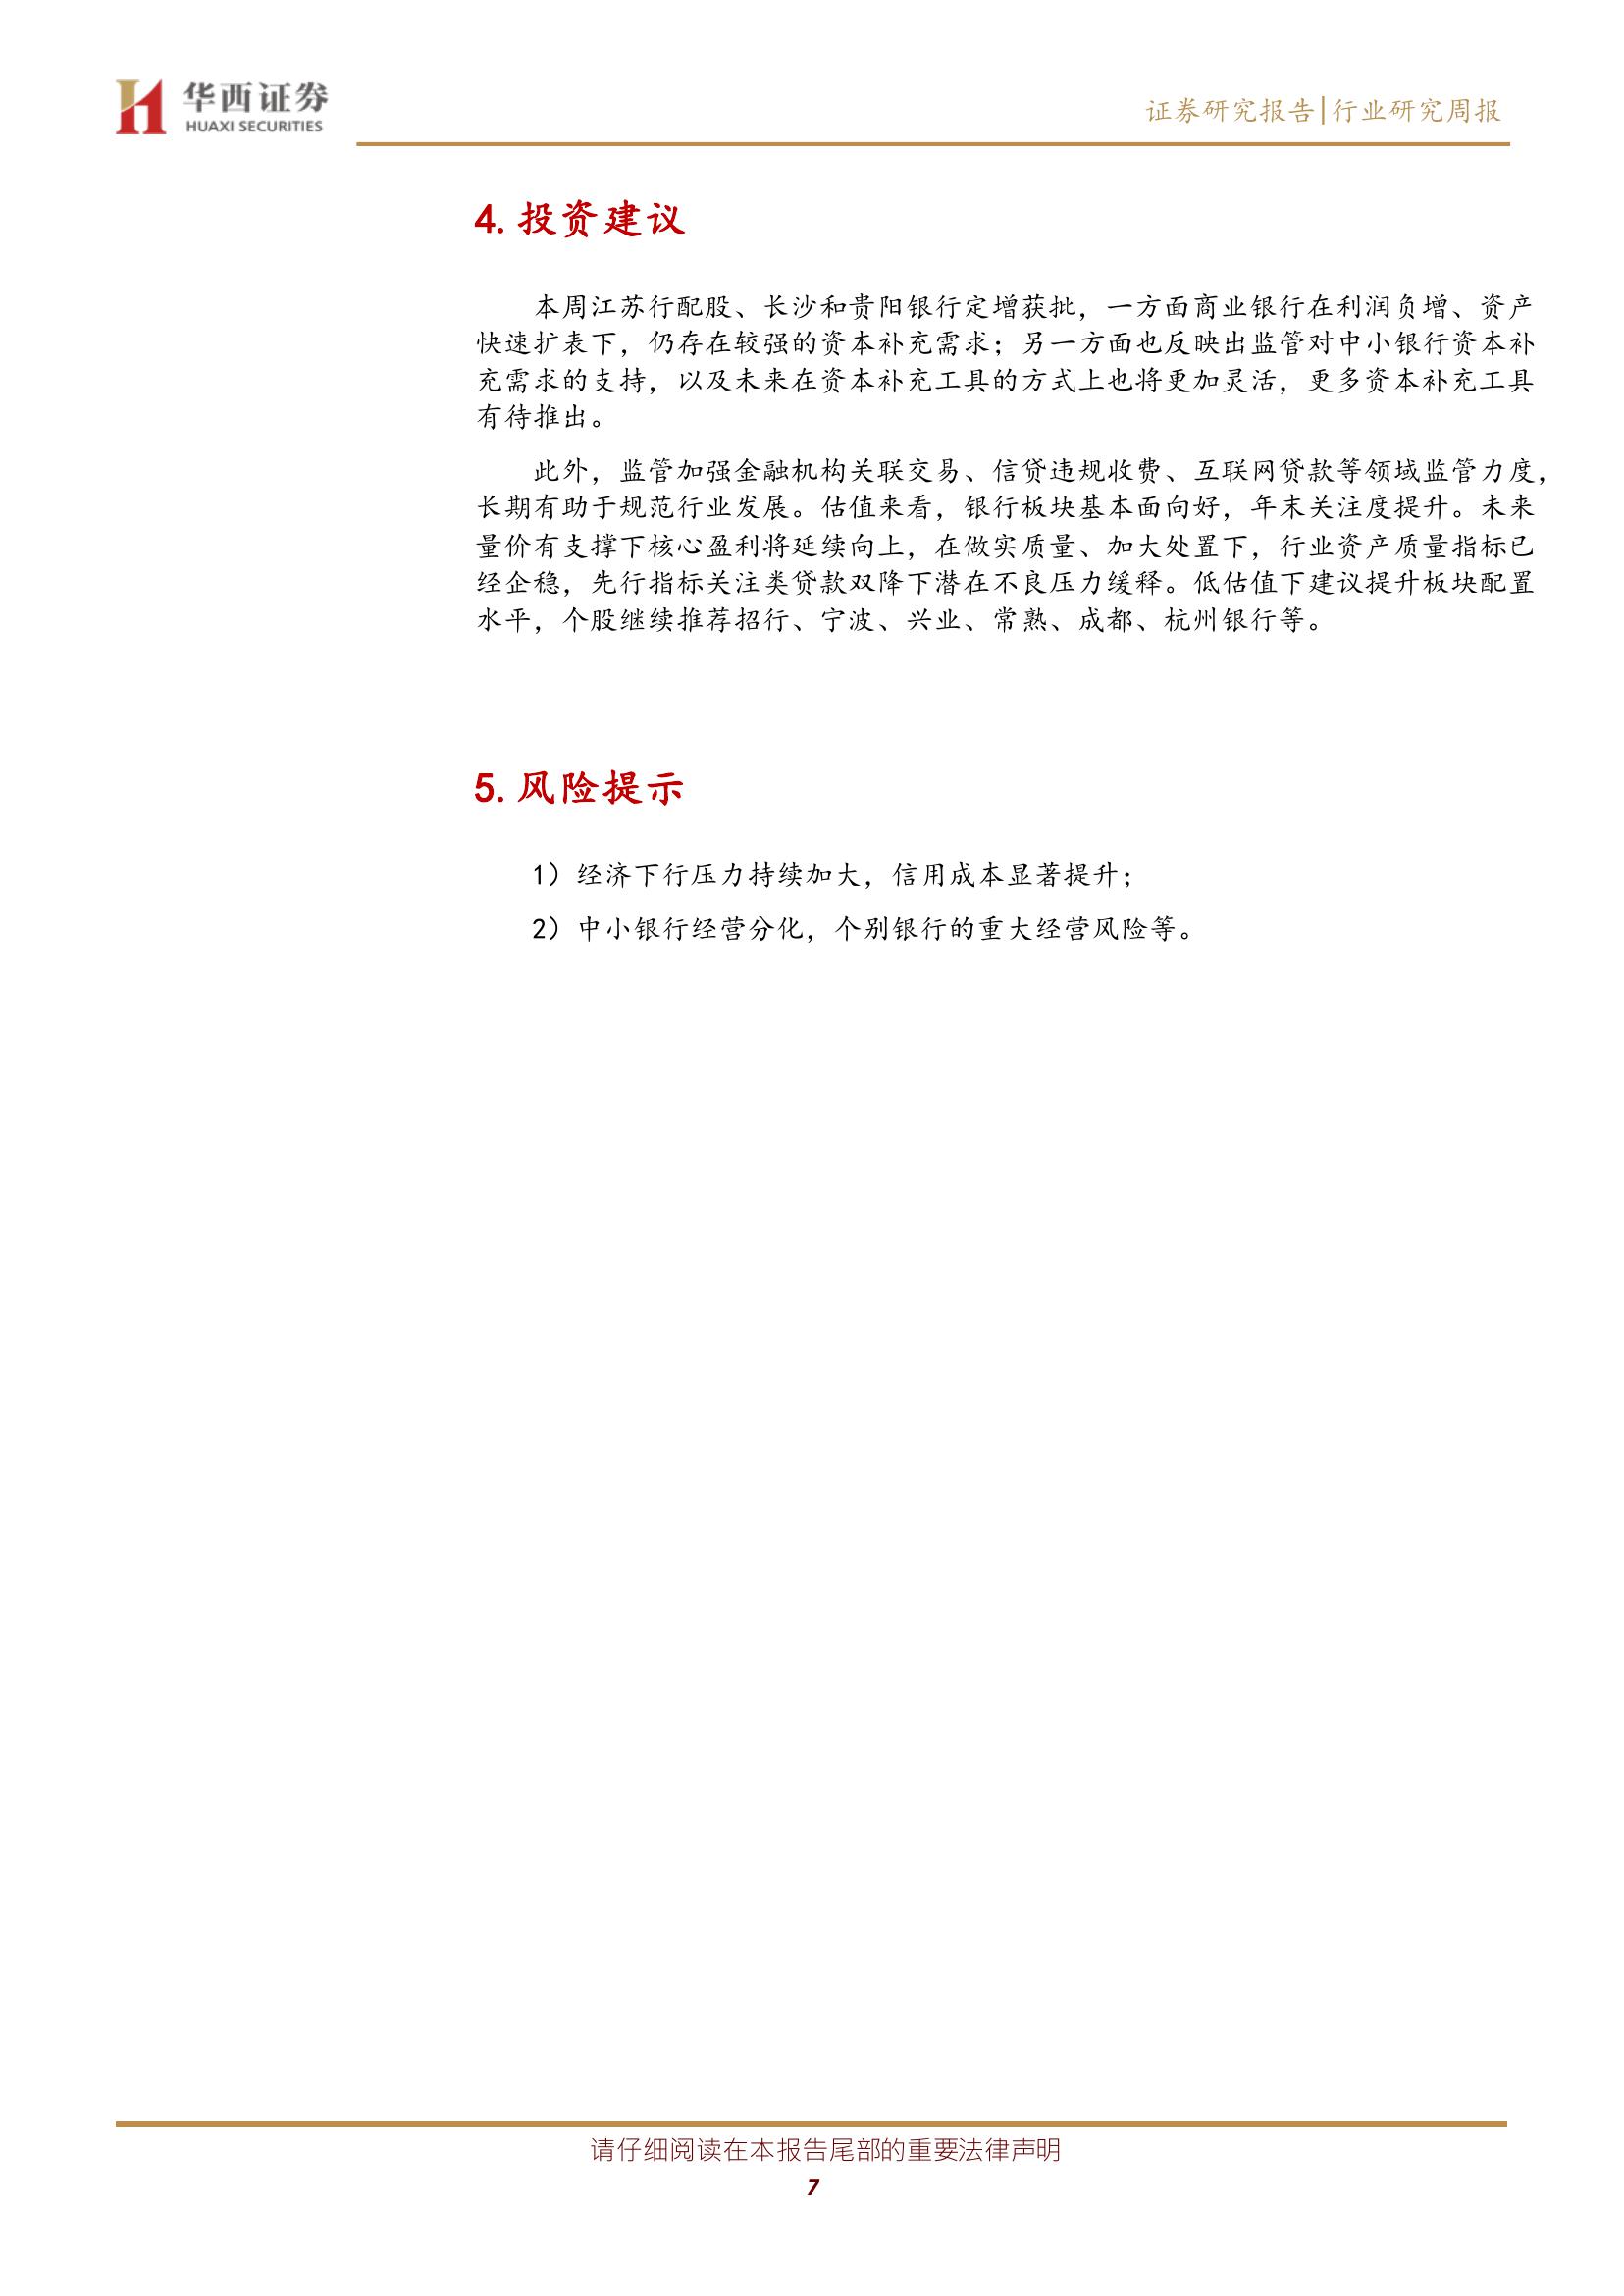 华西证券
HUAXI SECURITIES
证券研究报告|行业研究周报
4. 投资建议
本周江苏行配股、长沙和贵阳银行定增获批，一方面商业银行在利润负增、资产
快速扩表下，仍存在较强的资本补充需求；另一方面也反映出监管对中小银行资本补
充需求的支持，以及未来在资本补充工具的方式上也将更加灵活，更多资本补充工具
有待推出。
此外，监管加强金融机构关联交易、信贷违规收费、互联网贷款等领域监管力度，
长期有助于规范行业发展。估值来看，银行板块基本面向好，年末关注度提升。未来
量价有支撑下核心盈利将延续向上，在做实质量、加大处置下，行业资产质量指标已
经企稳，先行指标关注类贷款双降下潜在不良压力缓释。低估值下建议提升板块配置
水平，个股继续推荐招行、宁波、兴业、常熟、成都、杭州银行等。
5. 风险提示
1）经济下行压力持续加大，信用成本显著提升；
2）中小银行经营分化，个别银行的重大经营风险等。
请仔细阅读在本报告尾部的重要法律声明
7